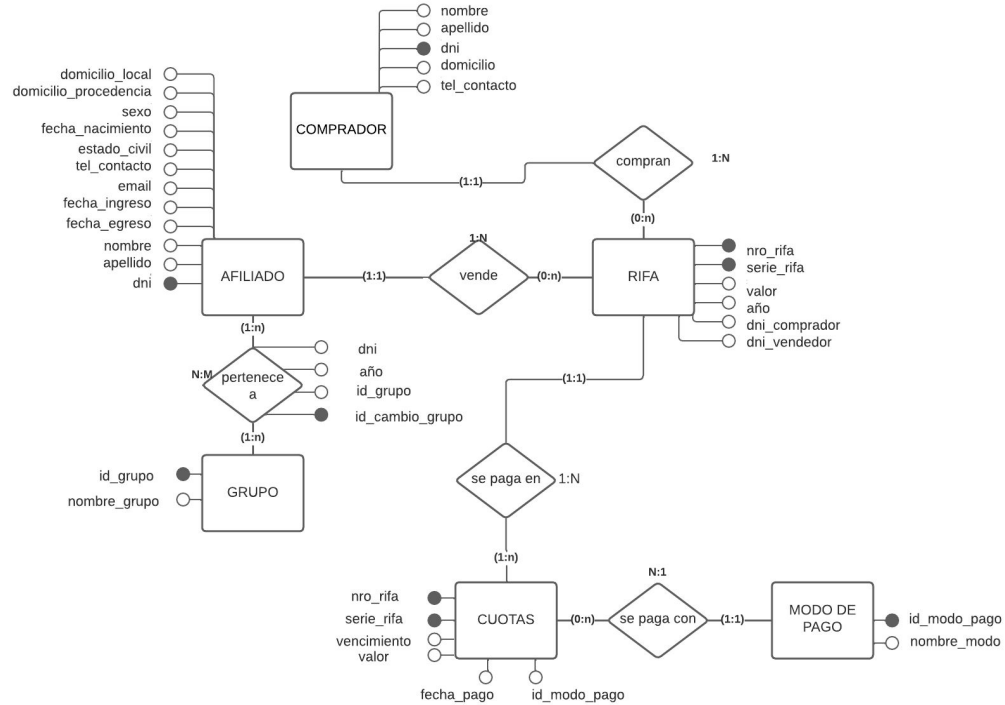 nombre
apellido
dni
domicilio
tel_contacto
COMPRADOR
domicilio_local
domicilio_procedencia
sexo
fecha_nacimiento
estado_civil
tel_contacto
email
fecha_ingreso
fecha_egreso
nombre
apellido
dni
AFILIADO
compran
1:N
(1:1)
(0:n)
1:N
(1:1)
vende
(0:n)
RIFA
nro_rifa
serie_rifa
valor
año
dni_comprador
dni_vendedor
(1:n)
N:M
pertenece
a
dni
año
id_grupo
id_cambio_grupo
(1:n)
id_grupo
nombre_grupo
GRUPO
(1:1)
se paga en
1:N
(1:n)
nro_rifa
serie_rifa
vencimiento
valor
CUOTAS
fecha_pago
id_modo_pago
(0:n)
N:1
se paga con
(1:1)
MODO DE
PAGO
id_modo_pago
nombre_modo